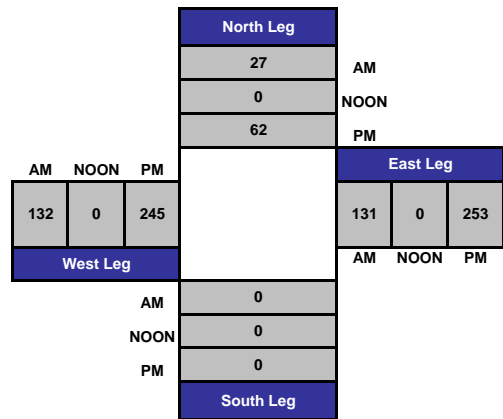 North Leg
27 AM
0 NOON
62 PM
AM NOON PM East Leg
132 0 245 131 0 253
West Leg AM NOON PM
AM 0
NOON 0
PM 0
South Leg